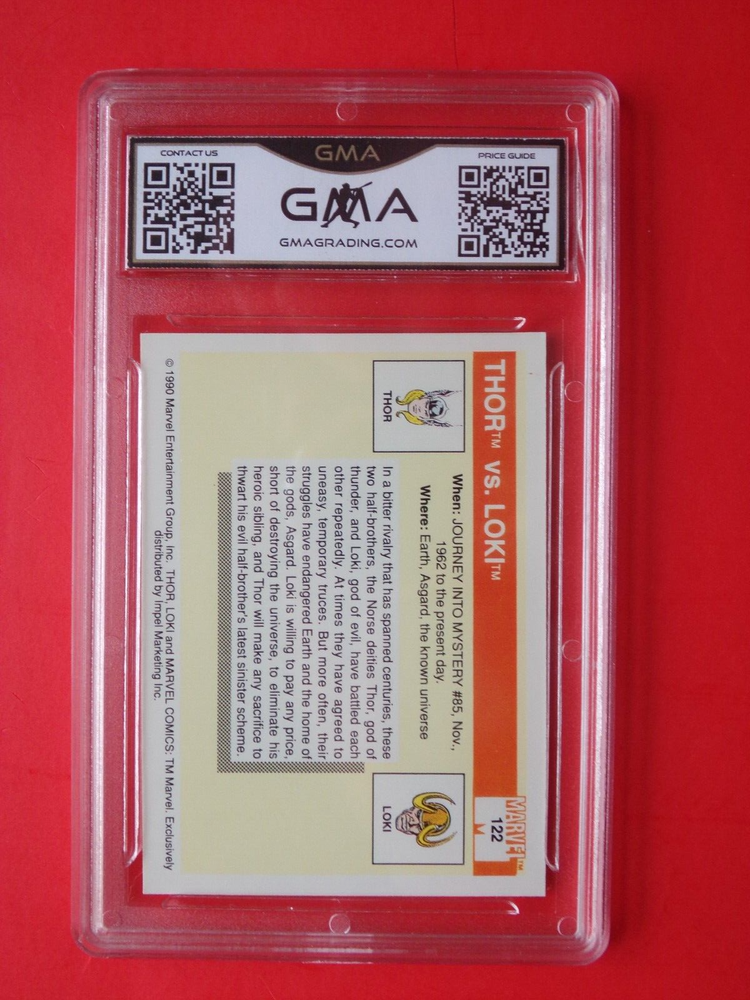 CONTACT US
GMA
PRICE GUIDE
GMA
GMAGRADING.COM
THOR™ vs. LOKI™
MARVEL™
122
THOR
When: JOURNEY INTO MYSTERY #85, Nov.,
1962 to the present day.
Where: Earth, Asgard, the known universe
LOKI
In a bitter rivalry that has spanned centuries, these
two half-brothers, the Norse deities Thor, god of
thunder, and Loki, god of evil, have battled each
other repeatedly. At times they have agreed to
uneasy, temporary truces. But more often, their
struggles have endangered Earth and the home of
the gods, Asgard. Loki is willing to pay any price,
short of destroying the universe, to eliminate his
heroic sibling, and Thor will make any sacrifice to
thwart his evil half-brother's latest sinister scheme.
© 1990 Marvel Entertainment Group, Inc. THOR, LOKI and MARVEL COMICS: TM Marvel. Exclusively
distributed by Impel Marketing Inc.